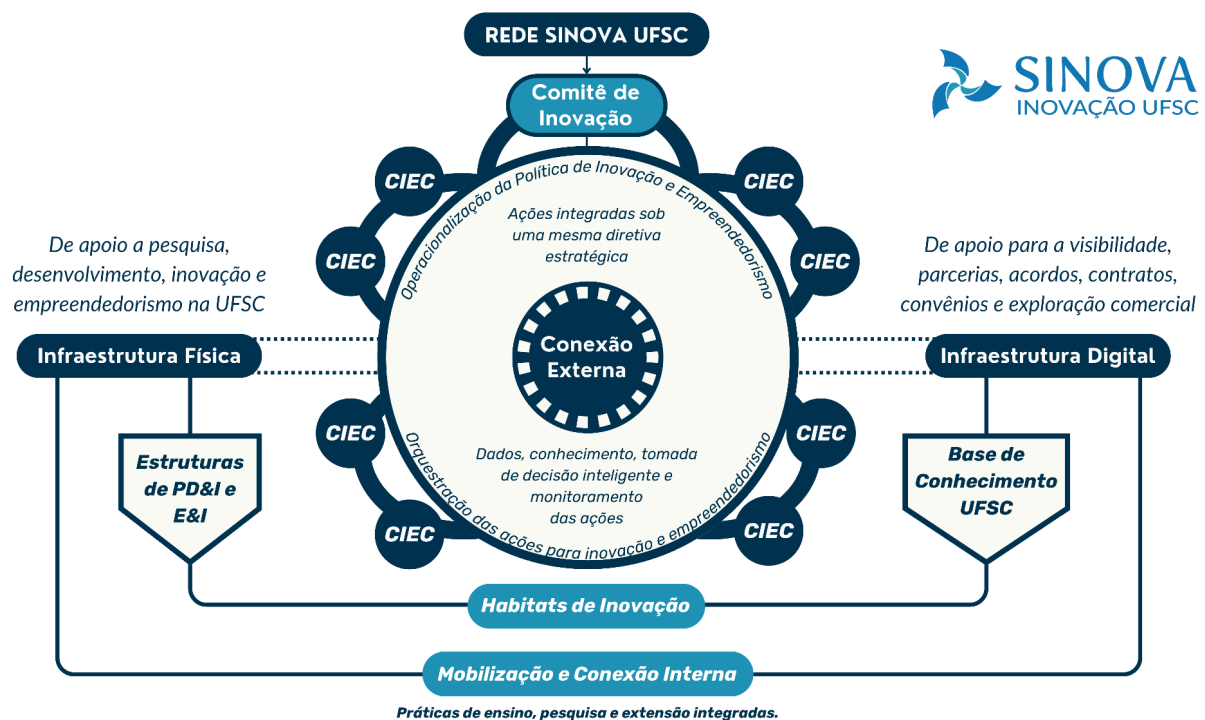 REDE SINOVA UFSC
SINOVA
INOVAÇÃO UFSC
Comitê de
Inovação
CIEC
CIEC
CIEC
CIEC
Operacionalização da Política de Inovação e Empreendedorismo
Ações integradas sob
uma mesma diretiva
estratégica
De apoio a pesquisa,
desenvolvimento, inovação e
empreendedorismo na UFSC
De apoio para a visibilidade,
parcerias, acordos, contratos,
convênios e exploração comercial
Infraestrutura Física
Conexão
Externa
Infraestrutura Digital
CIEC
CIEC
CIEC
CIEC
Dados, conhecimento, tomada
de decisão inteligente e
monitoramento
das ações
Orquestração das ações para inovação e empreendedorismo
Estruturas
de PD&I e
E&I
Base de
Conhecimento
UFSC
Habitats de Inovação
Mobilização e Conexão Interna
Práticas de ensino, pesquisa e extensão integradas.